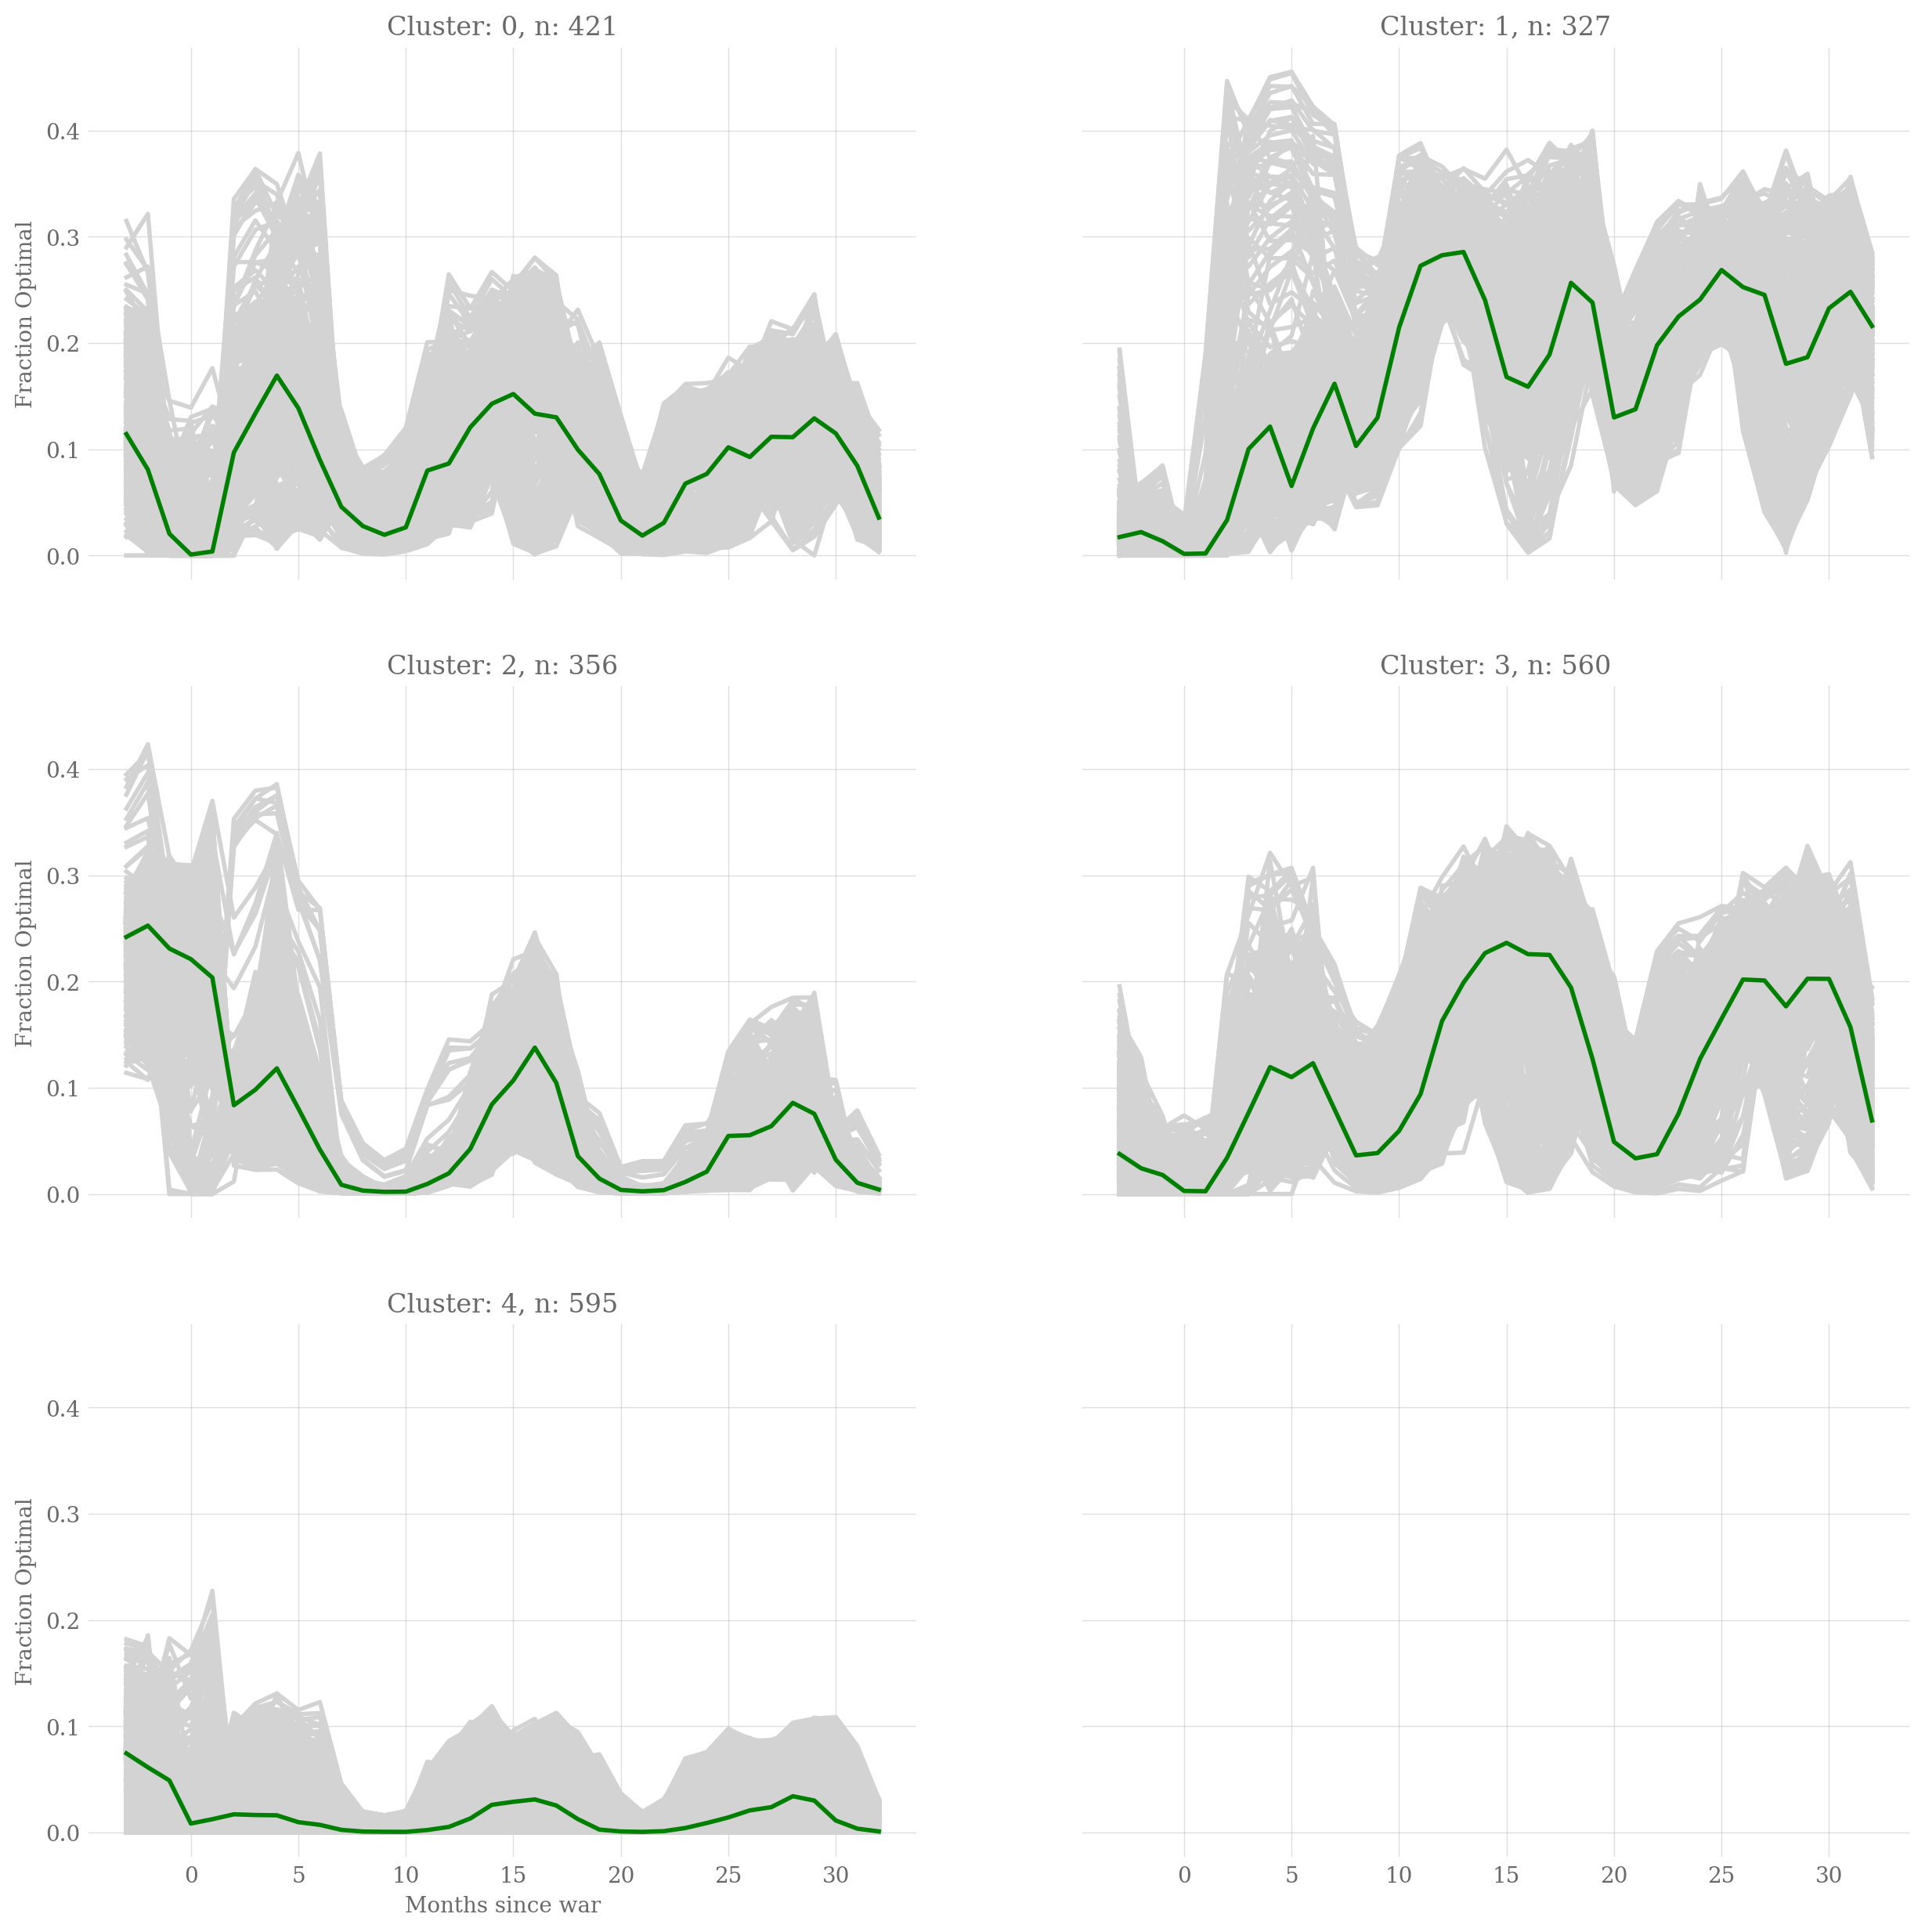 Cluster: 0, n: 421
Cluster: 1, n: 327
Fraction Optimal
0.4
0.3
0.2
0.1
0.0
Cluster: 2, n: 356
Cluster: 3, n: 560
Fraction Optimal
0.4
0.3
0.2
0.1
0.0
Cluster: 4, n: 595
Fraction Optimal
0.4
0.3
0.2
0.1
0.0
0 5 10 15 20 25 30
0 5 10 15 20 25 30
Months since war